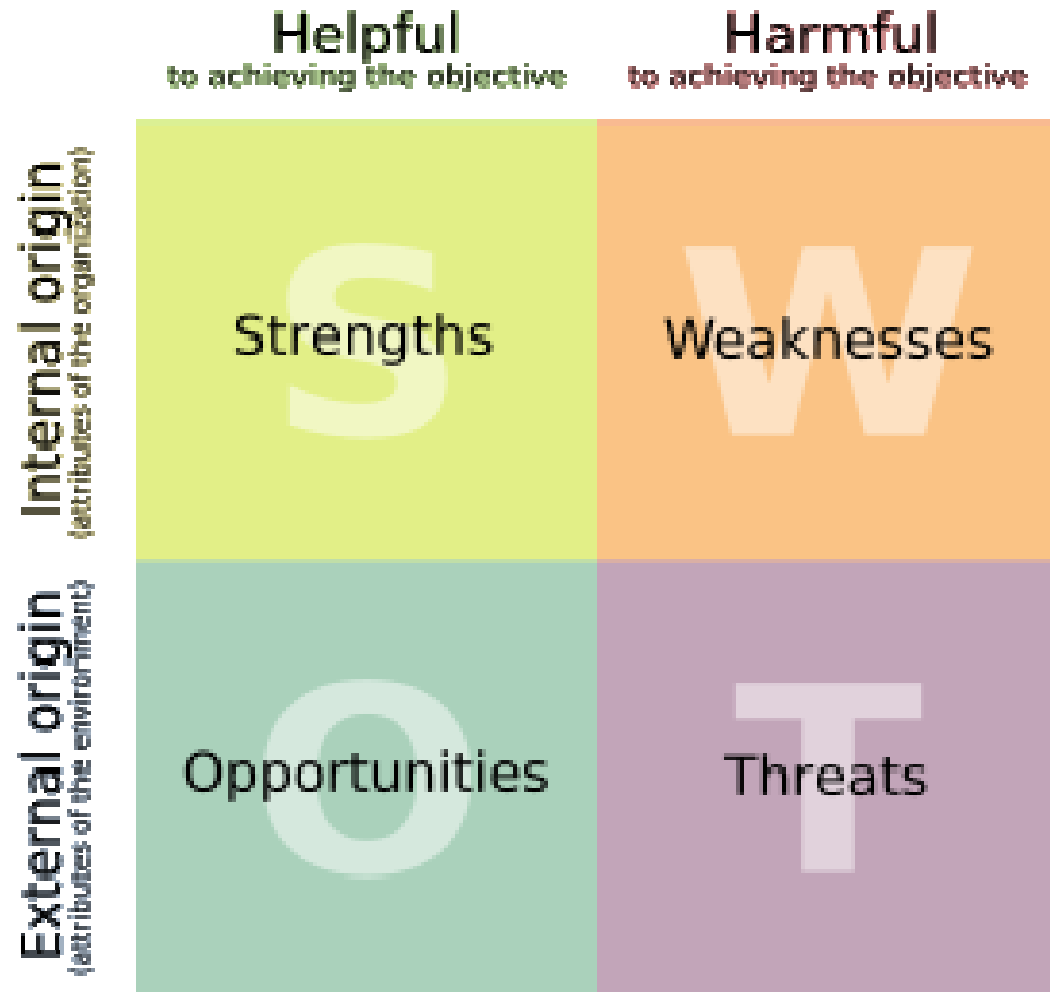 Helpful
to achieving the objective
Harmful
to achieving the objective
Internal origin
(attributes of the organization)
S
Strengths
W
Weaknesses
External origin
(attributes of the environment)
O
Opportunities
T
Threats